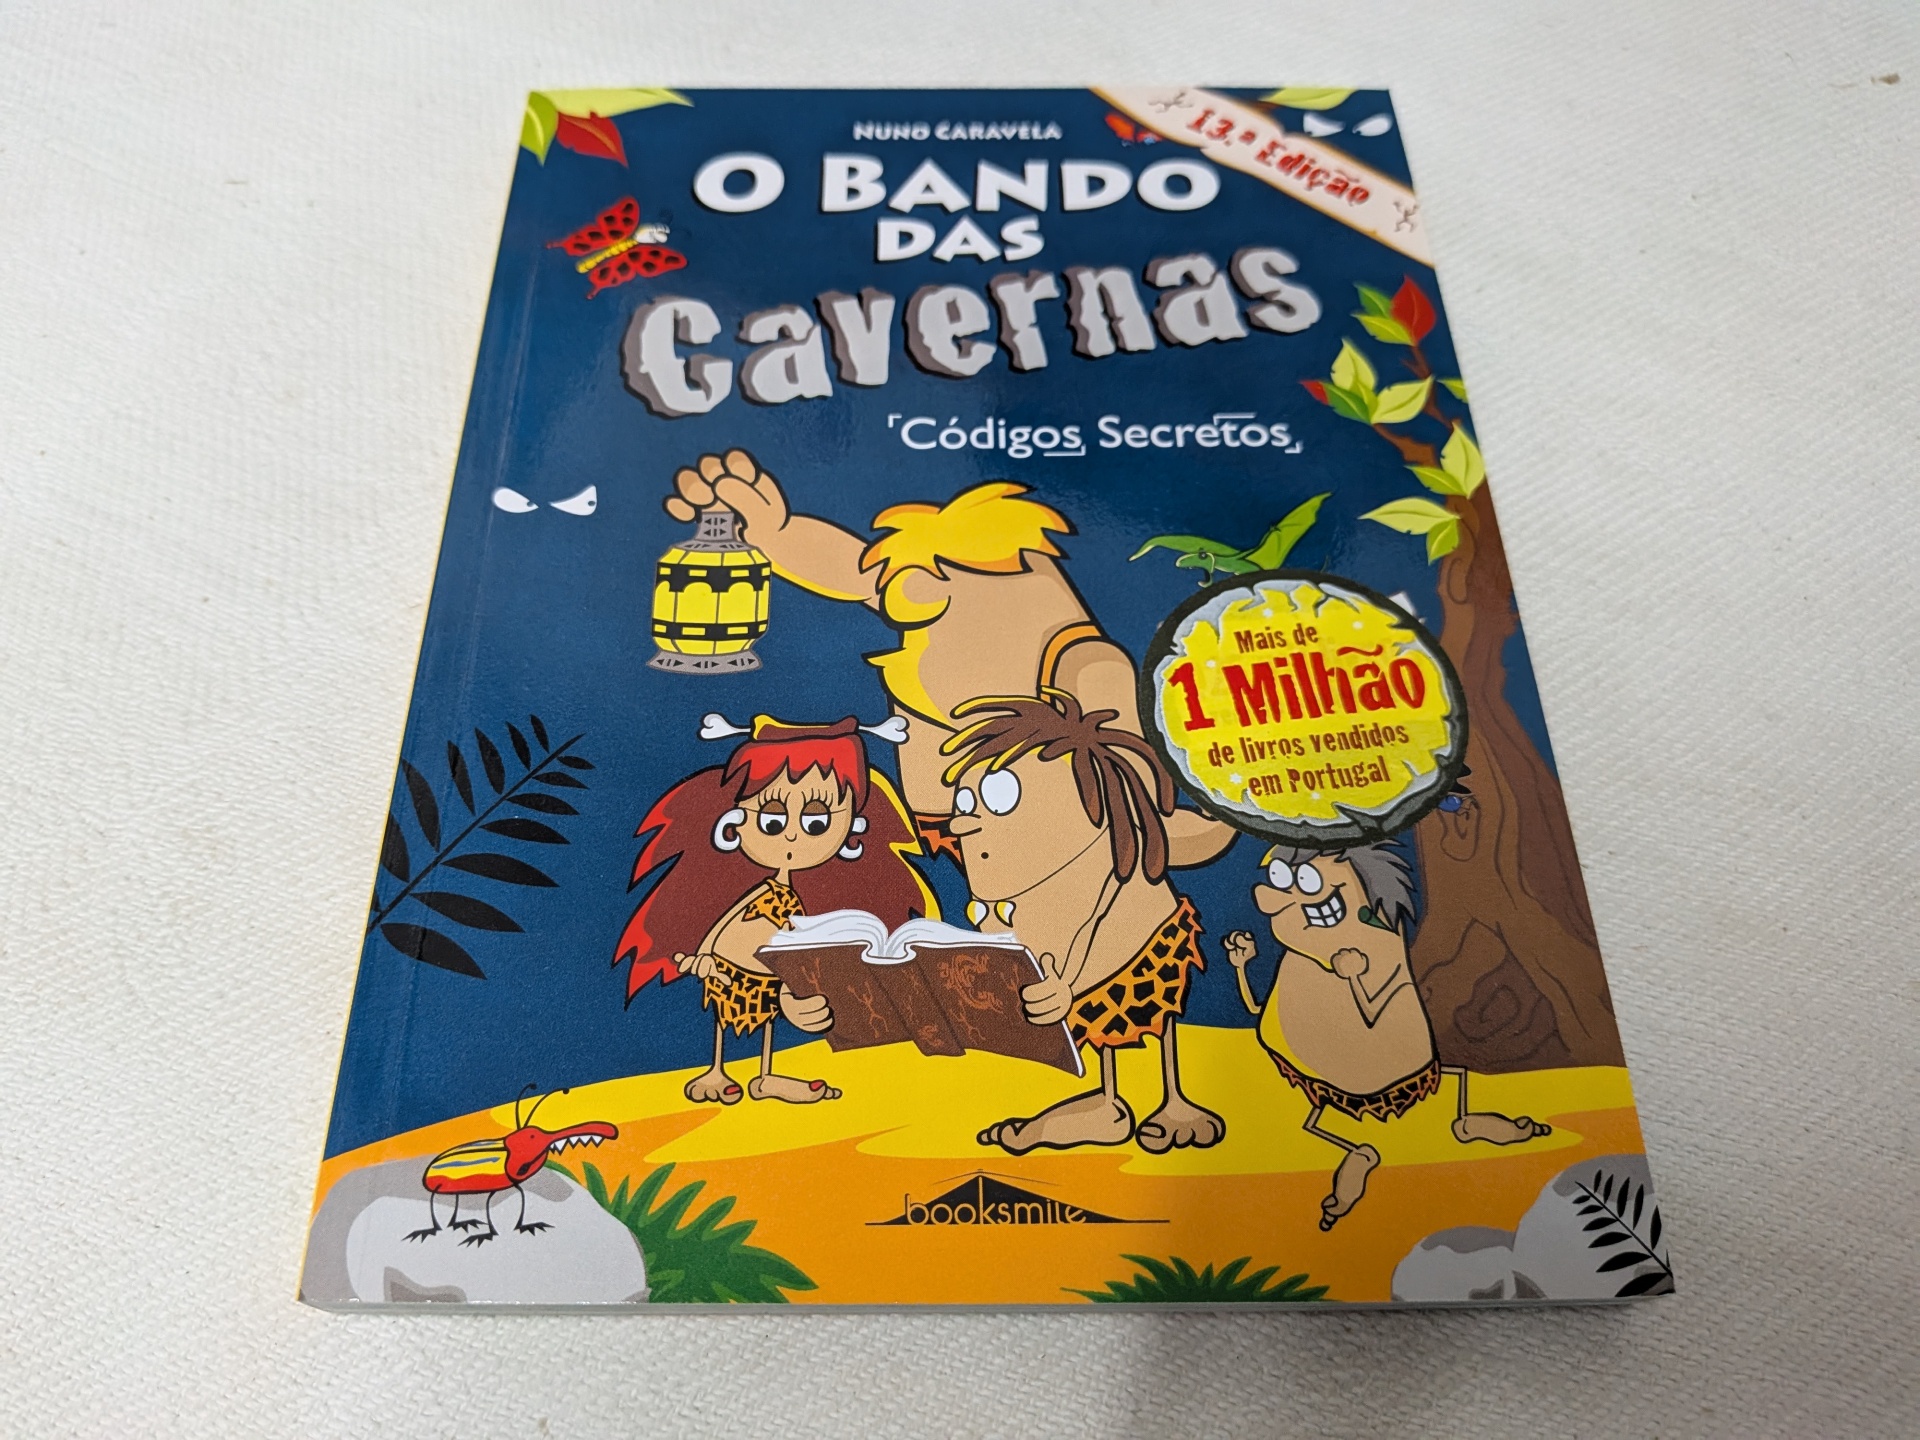 NUNO CARAVELA
13.ª Edição
O BANDO
DAS
Cavernas
Códigos Secretos
Mais de
1 Milhão
de livros vendidos
em Portugal
booksmile